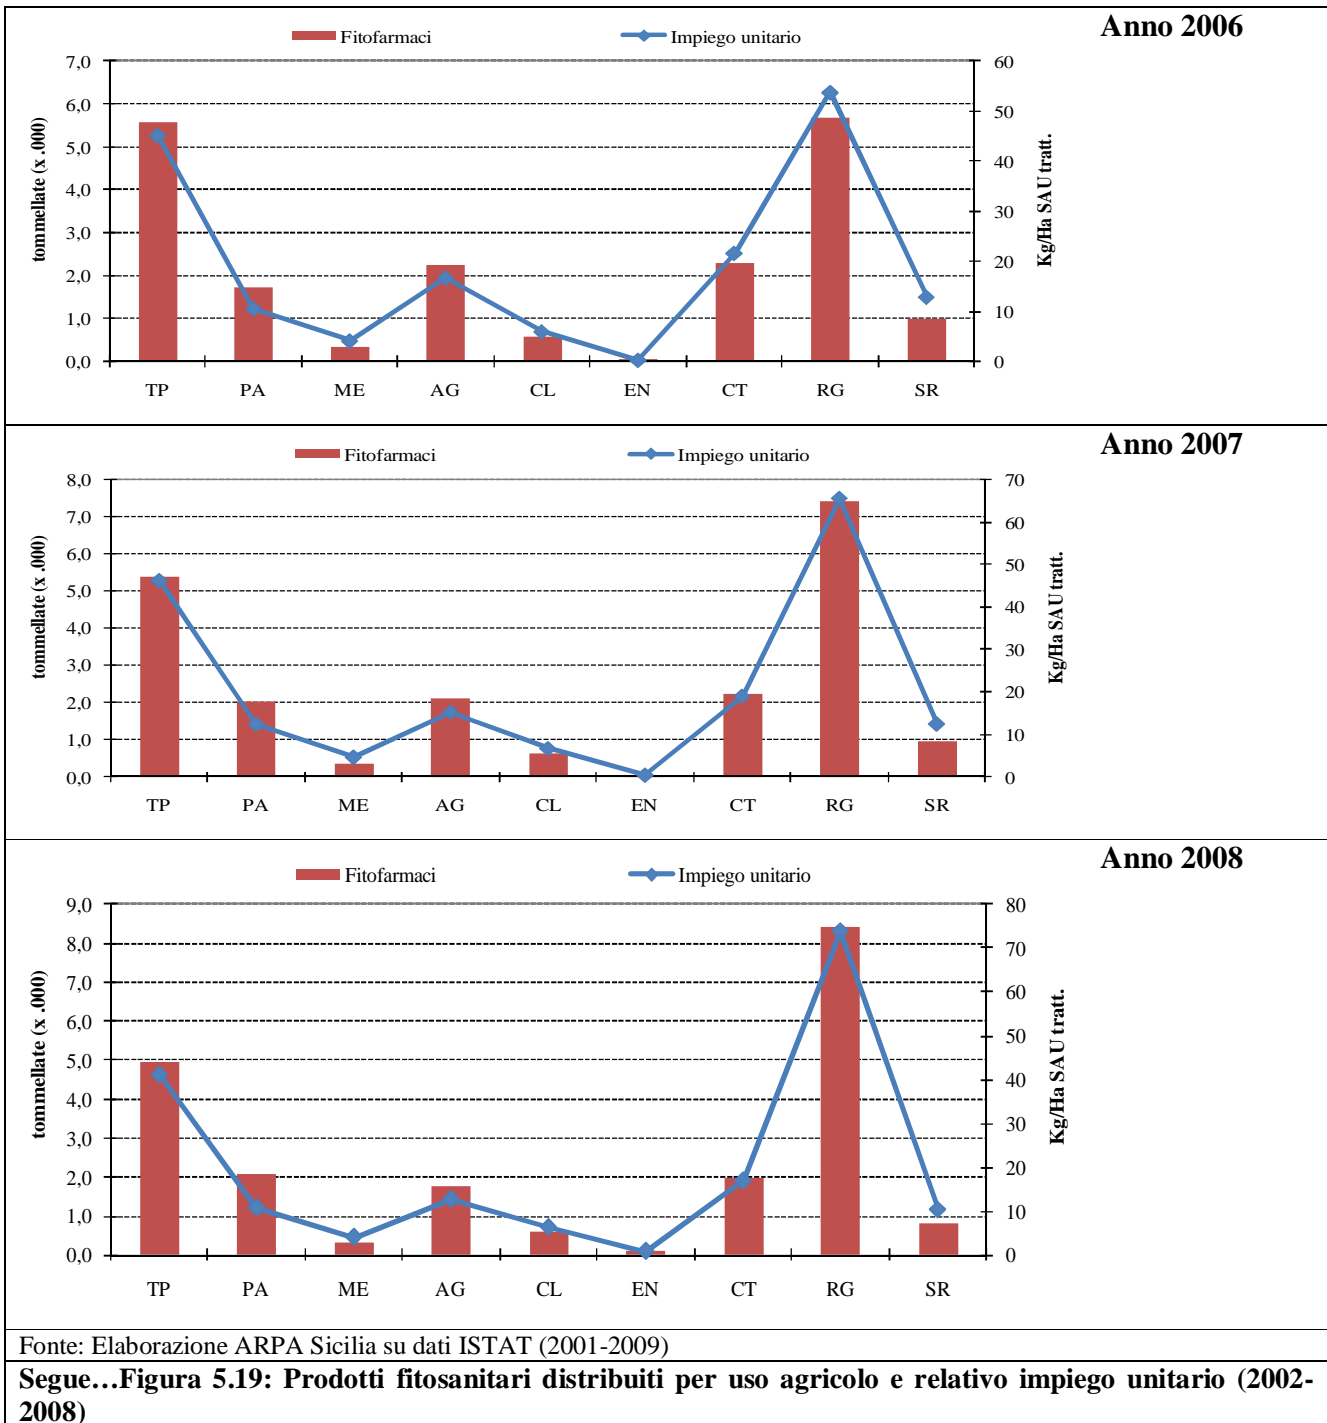 Anno 2006
Fitofarmaci
Impiego unitario
7,0
6,0
5,0
4,0
3,0
2,0
1,0
0,0
tommellate (x .000)
60
50
40
30
20
10
0
Kg/Ha SAU tratt.
TP PA ME AG CL EN CT RG SR
Anno 2007
Fitofarmaci
Impiego unitario
8,0
7,0
6,0
5,0
4,0
3,0
2,0
1,0
0,0
tommellate (x .000)
70
60
50
40
30
20
10
0
Kg/Ha SAU tratt.
TP PA ME AG CL EN CT RG SR
Anno 2008
Fitofarmaci
Impiego unitario
9,0
8,0
7,0
6,0
5,0
4,0
3,0
2,0
1,0
0,0
tommellate (x .000)
80
70
60
50
40
30
20
10
0
Kg/Ha SAU tratt.
TP PA ME AG CL EN CT RG SR
Fonte: Elaborazione ARPA Sicilia su dati ISTAT (2001-2009)
Segue…Figura 5.19: Prodotti fitosanitari distribuiti per uso agricolo e relativo impiego unitario (2002-
2008)